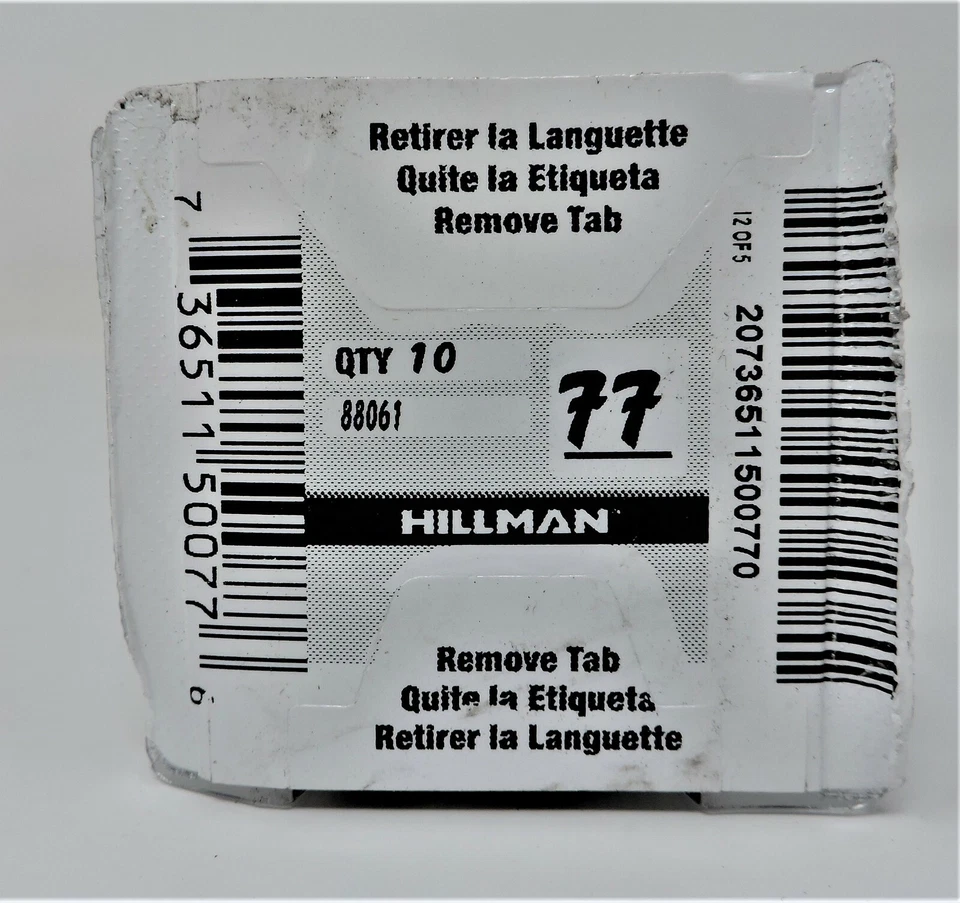 Retirer la Languette
Quite la Etiqueta
Remove Tab
7 36511 50077 6
QTY 10
88061
77
HILLMAN
I2OF5
20736511500770
Remove Tab
Quite la Etiqueta
Retirer la Languette